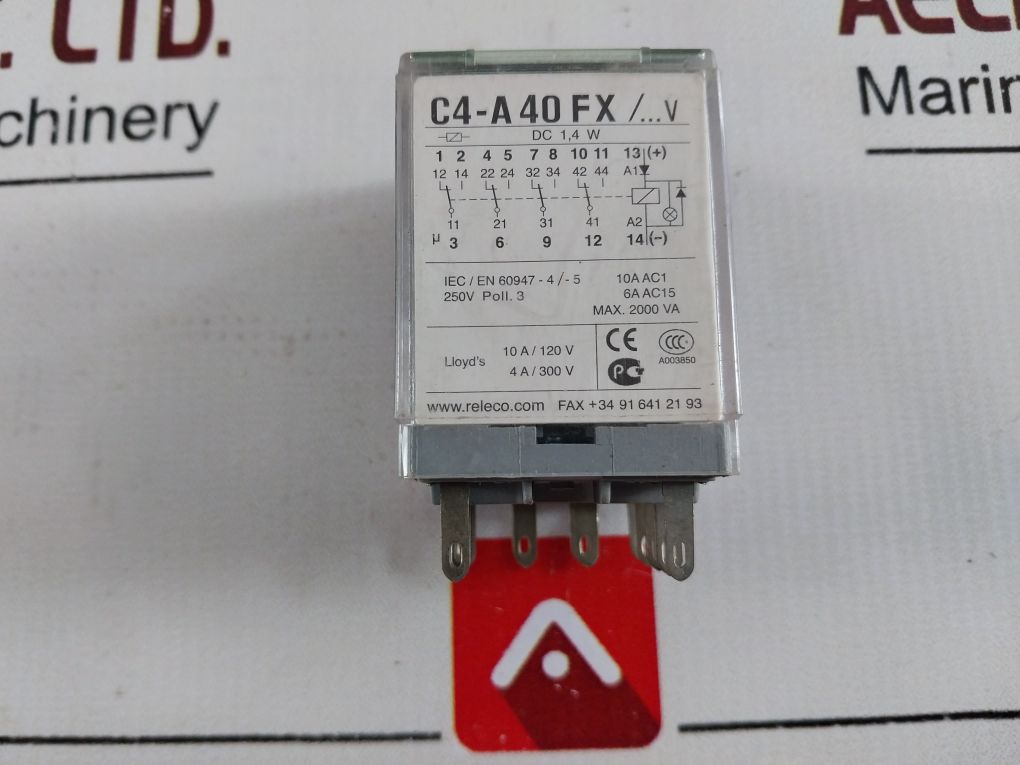 . LTD.
chinery
Marin
C4-A40 FX /...V
DC 1,4 W
1 2 4 5 7 8 10 11 13 (+)
12 14 22 24 32 34 42 44 A1
11 21 31 41 A2
µ 3 6 9 12 14 (-)
IEC / EN 60947 - 4 / - 5 10A AC1
250V Poll. 3 6A AC15
MAX. 2000 VA
Lloyd's 10 A / 120 V
4 A / 300 V
CE CCC
A003850
PC
www.releco.com FAX +34 91 641 21 93